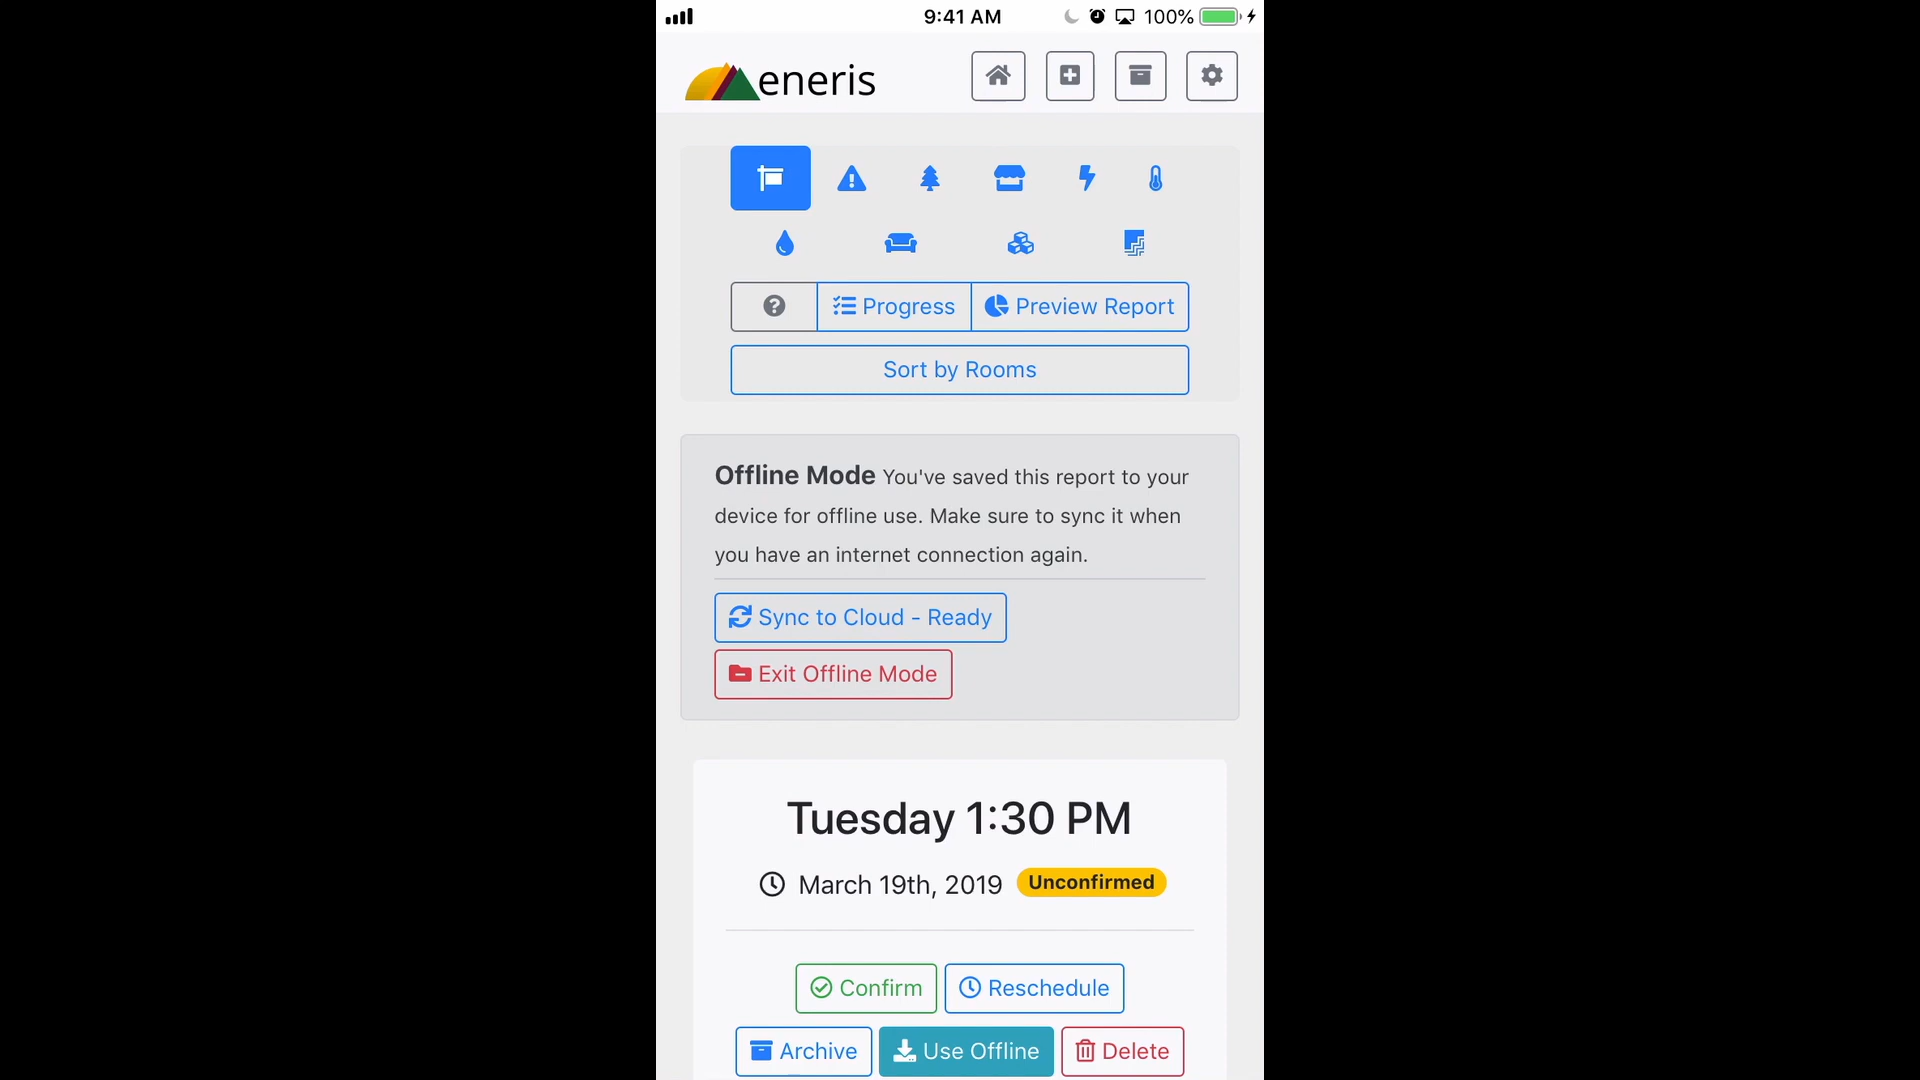 9:41 AM
100%
eneris
Progress
Preview Report
Sort by Rooms
Offline Mode You've saved this report to your
device for offline use. Make sure to sync it when
you have an internet connection again.
Sync to Cloud - Ready
Exit Offline Mode
Tuesday 1:30 PM
March 19th, 2019 Unconfirmed
Confirm
Reschedule
Archive
Use Offline
Delete